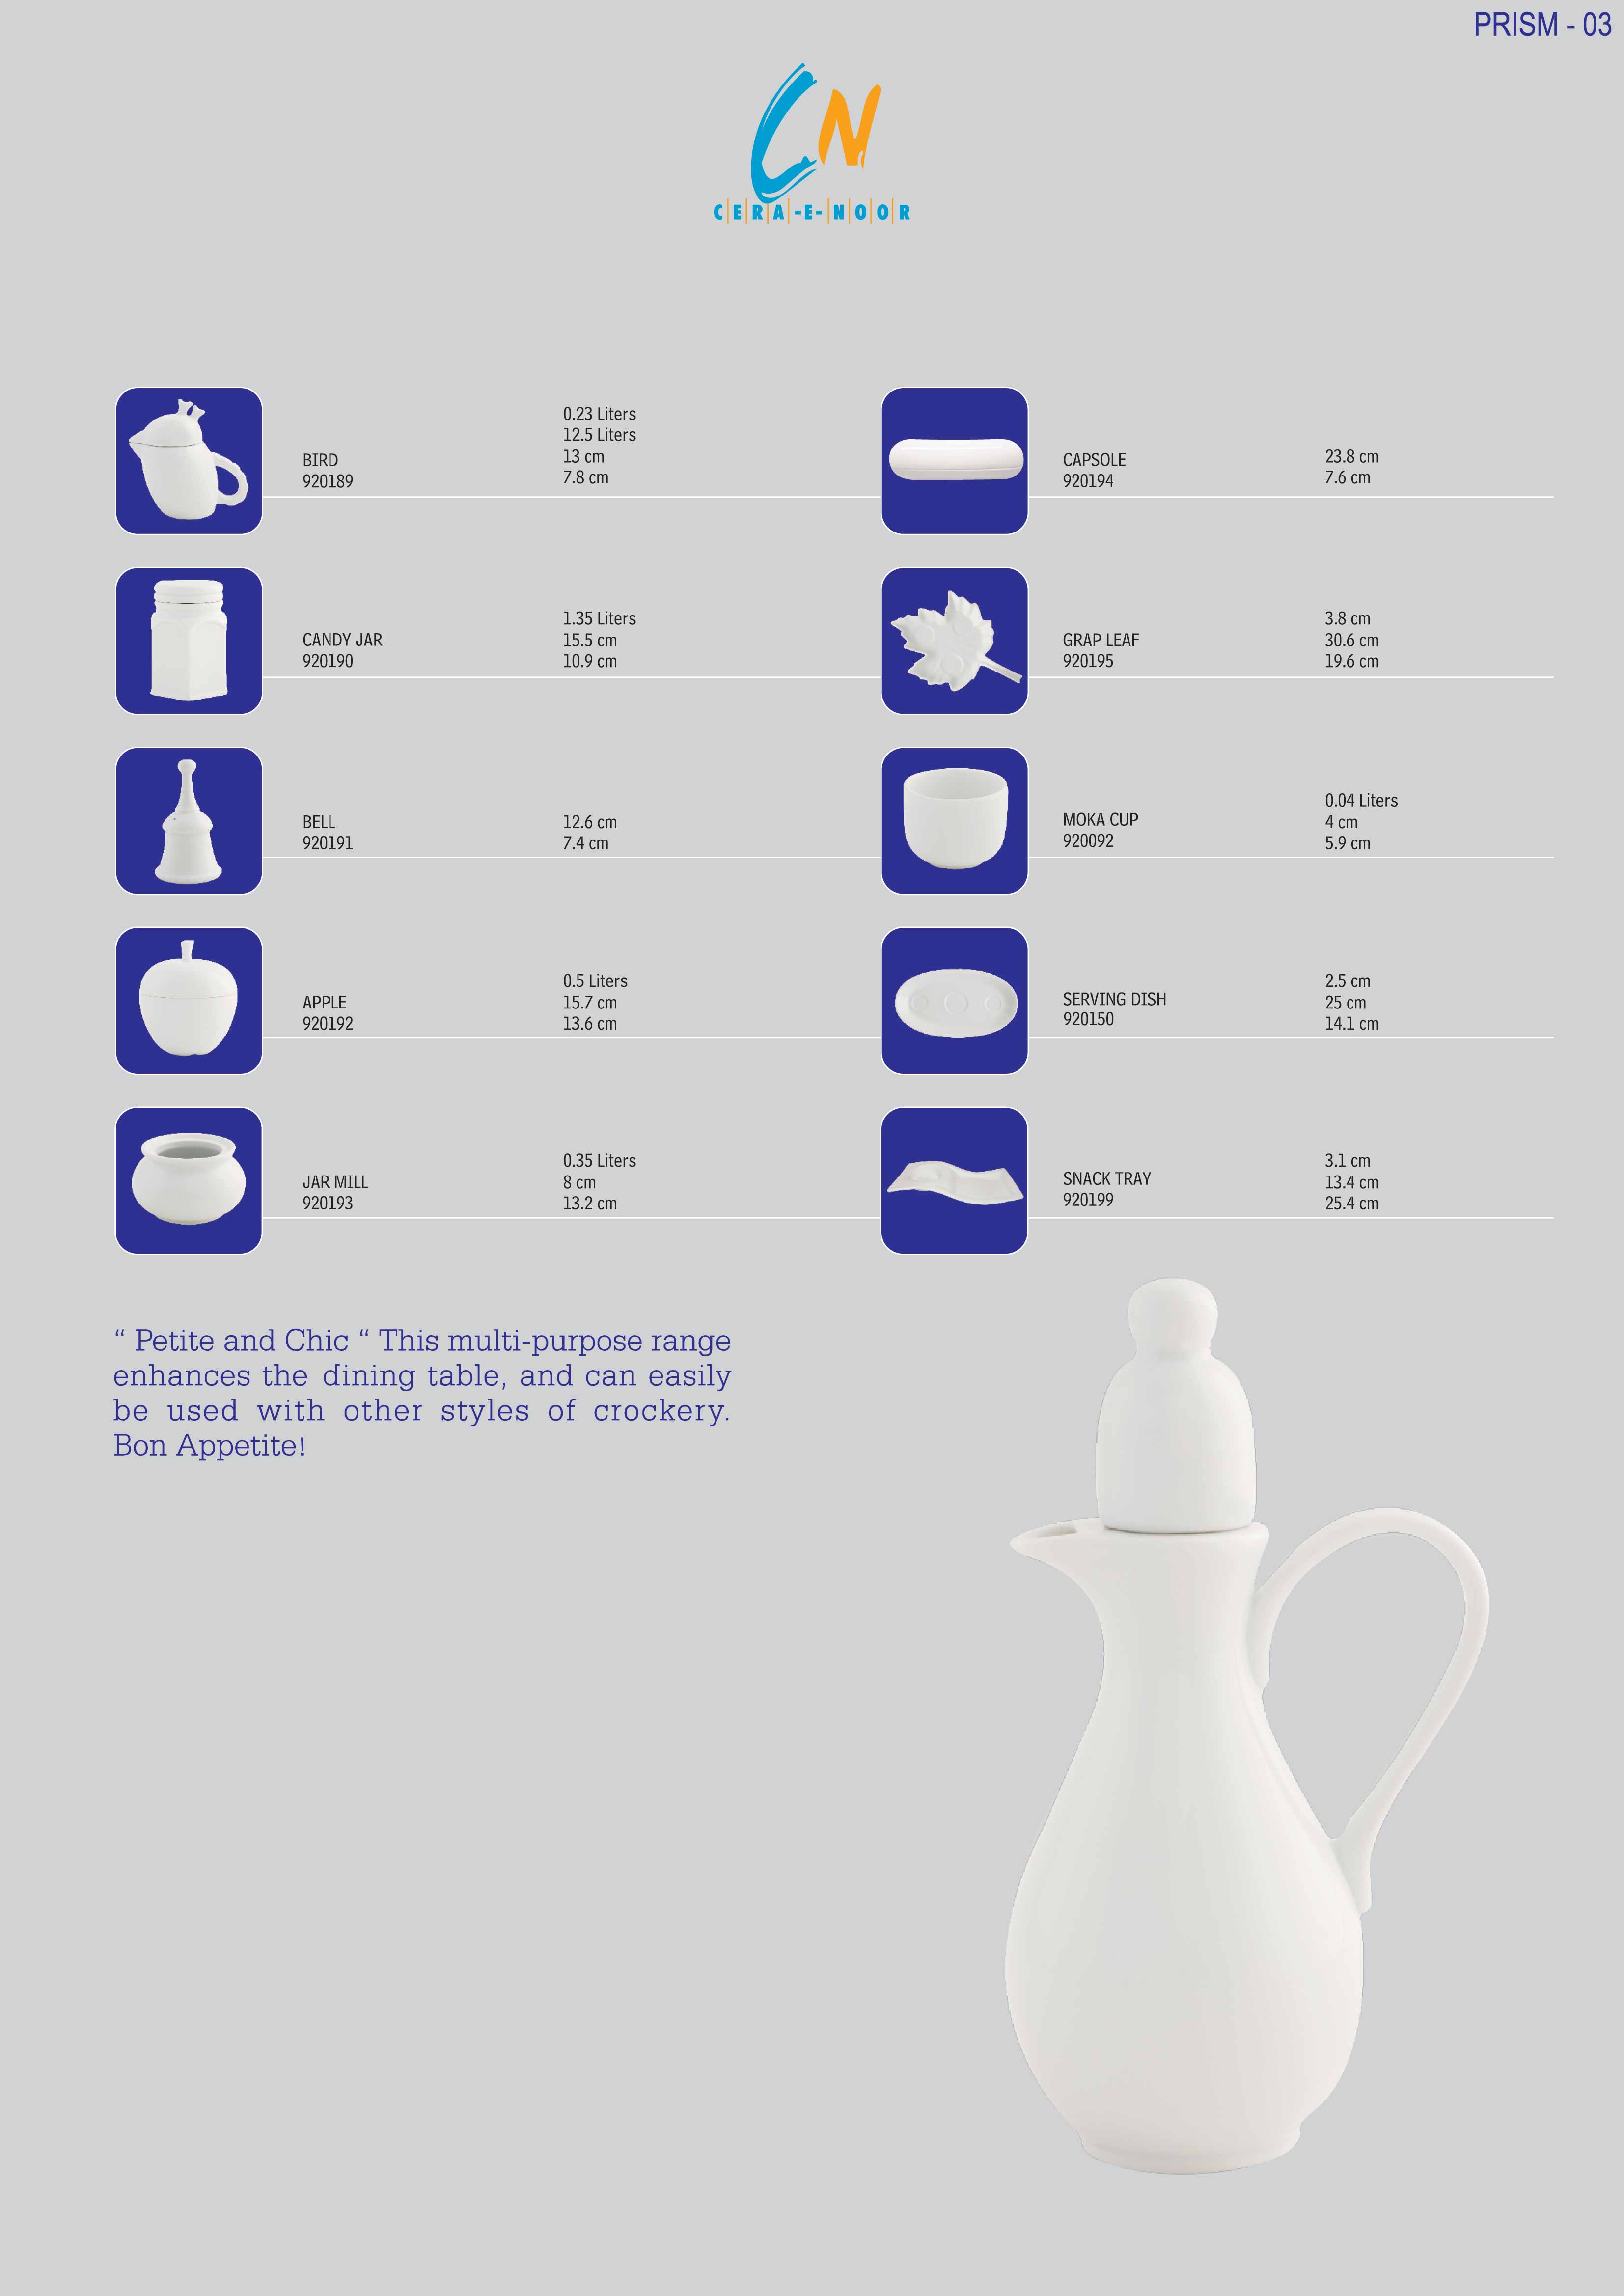 PRISM - 03
CN
CERA-E-NOOR
BIRD
920189
0.23 Liters
12.5 Liters
13 cm
7.8 cm
CAPSOLE
920194
23.8 cm
7.6 cm
CANDY JAR
920190
1.35 Liters
15.5 cm
10.9 cm
GRAP LEAF
920195
3.8 cm
30.6 cm
19.6 cm
BELL
920191
12.6 cm
7.4 cm
MOKA CUP
920092
0.04 Liters
4 cm
5.9 cm
APPLE
920192
0.5 Liters
15.7 cm
13.6 cm
SERVING DISH
920150
2.5 cm
25 cm
14.1 cm
JAR MILL
920193
0.35 Liters
8 cm
13.2 cm
SNACK TRAY
920199
3.1 cm
13.4 cm
25.4 cm
“ Petite and Chic “ This multi-purpose range
enhances the dining table, and can easily
be used with other styles of crockery.
Bon Appetite!